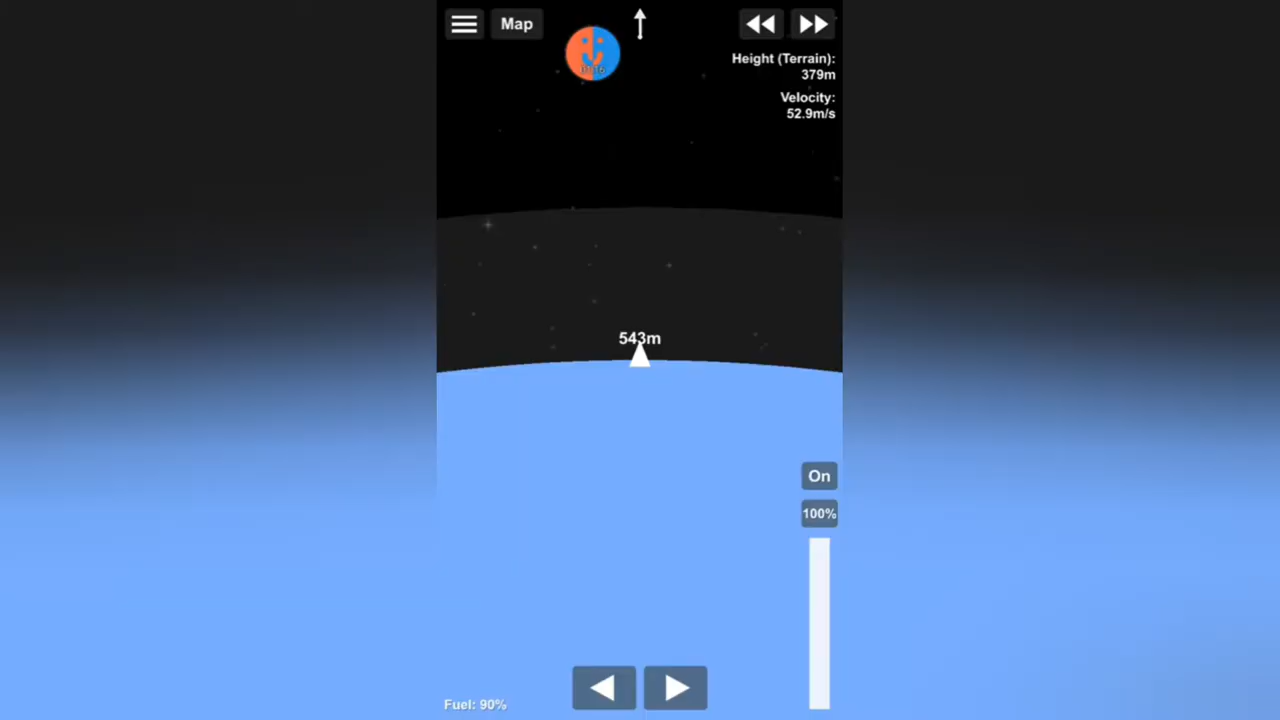 Map
Height (Terrain):
379m
Velocity:
52.9m/s
543m
On
100%
Fuel: 90%